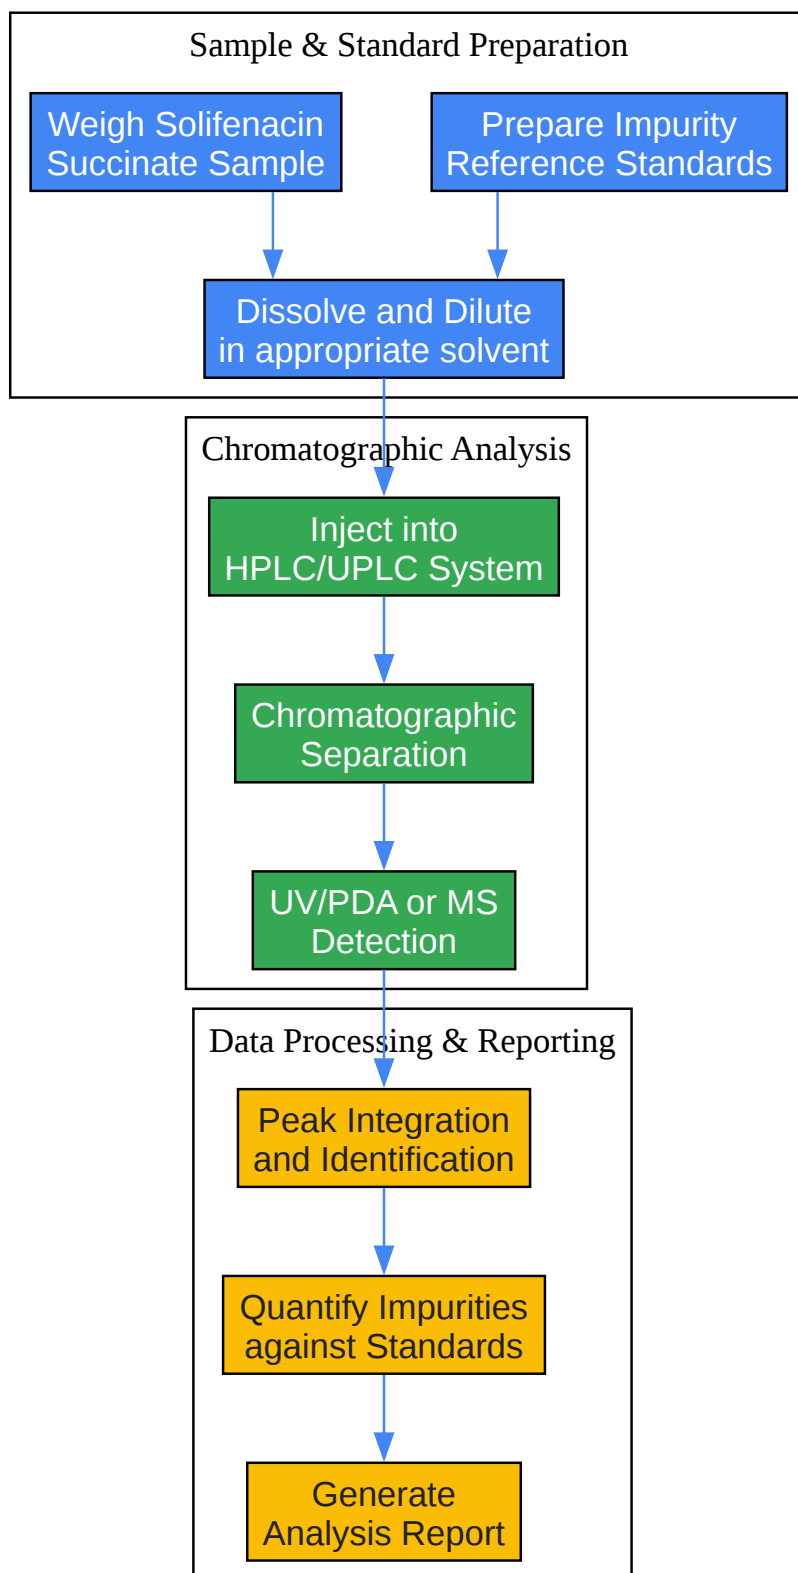 Sample & Standard Preparation
Weigh Solifenacin
Succinate Sample
Prepare Impurity
Reference Standards
Dissolve and Dilute
in appropriate solvent
Chromatographic Analysis
Inject into
HPLC/UPLC System
Chromatographic
Separation
UV/PDA or MS
Detection
Data Processing & Reporting
Peak Integration
and Identification
Quantify Impurities
against Standards
Generate
Analysis Report